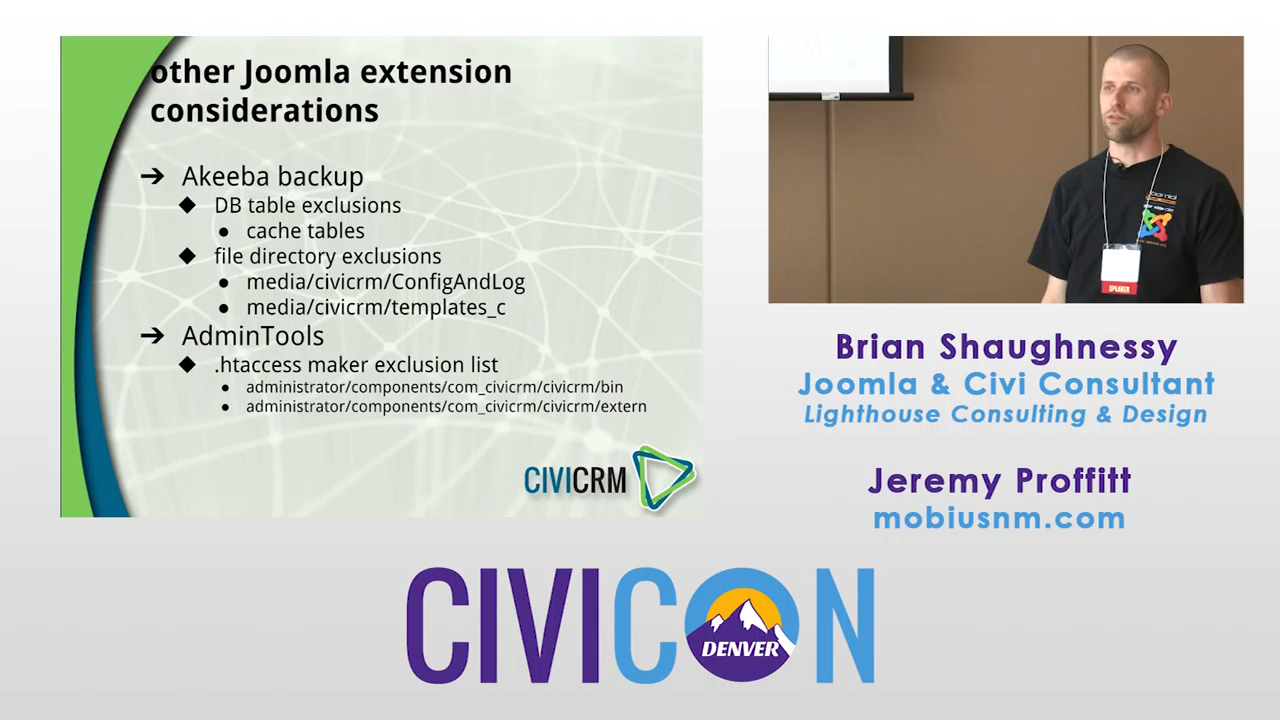 other Joomla extension
considerations
➔ Akeeba backup
◆ DB table exclusions
● cache tables
◆ file directory exclusions
● media/civicrm/ConfigAndLog
● media/civicrm/templates_c
➔ AdminTools
◆ .htaccess maker exclusion list
● administrator/components/com_civicrm/civicrm/bin
● administrator/components/com_civicrm/civicrm/extern
CIVICRM
SPEAKER
Brian Shaughnessy
Joomla & Civi Consultant
Lighthouse Consulting & Design
Jeremy Proffitt
mobiusnm.com
CIVICON
DENVER